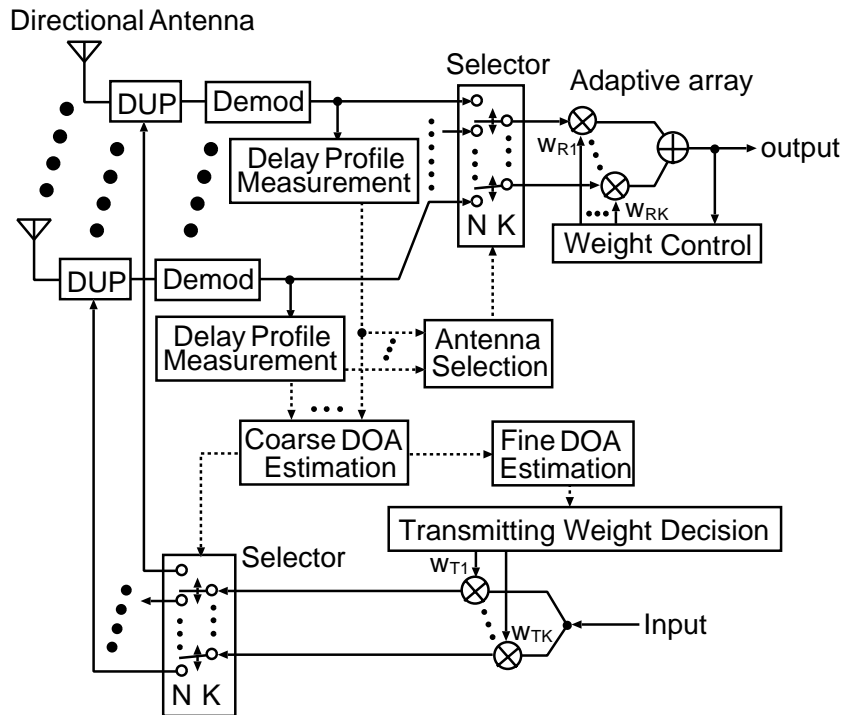 Directional Antenna
Selector
Adaptive array
DUP
Demod
Delay Profile
Measurement
wR1
output
wRK
N K
Weight Control
DUP
Demod
Delay Profile
Measurement
Antenna
Selection
Coarse DOA
Estimation
Fine DOA
Estimation
Transmitting Weight Decision
Selector
wT1
wTK
Input
N K